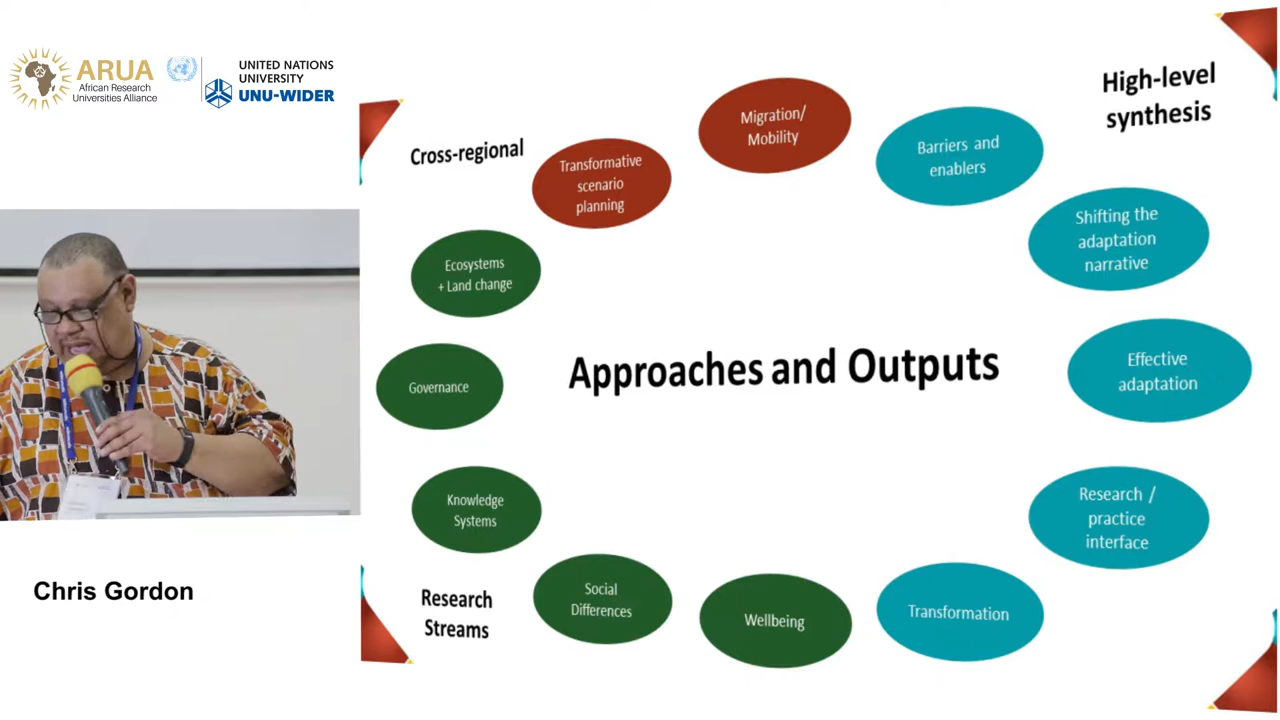 ARUA
African Research
Universities Alliance
UNITED NATIONS
UNIVERSITY
UNU-WIDER
Chris Gordon
Cross-regional
High-level
synthesis
Transformative
scenario
planning
Migration/
Mobility
Barriers and
enablers
Shifting the
adaptation
narrative
Ecosystems
+ Land change
Approaches and Outputs
Effective
adaptation
Governance
Knowledge
Systems
Research /
practice
interface
Research
Streams
Social
Differences
Wellbeing
Transformation